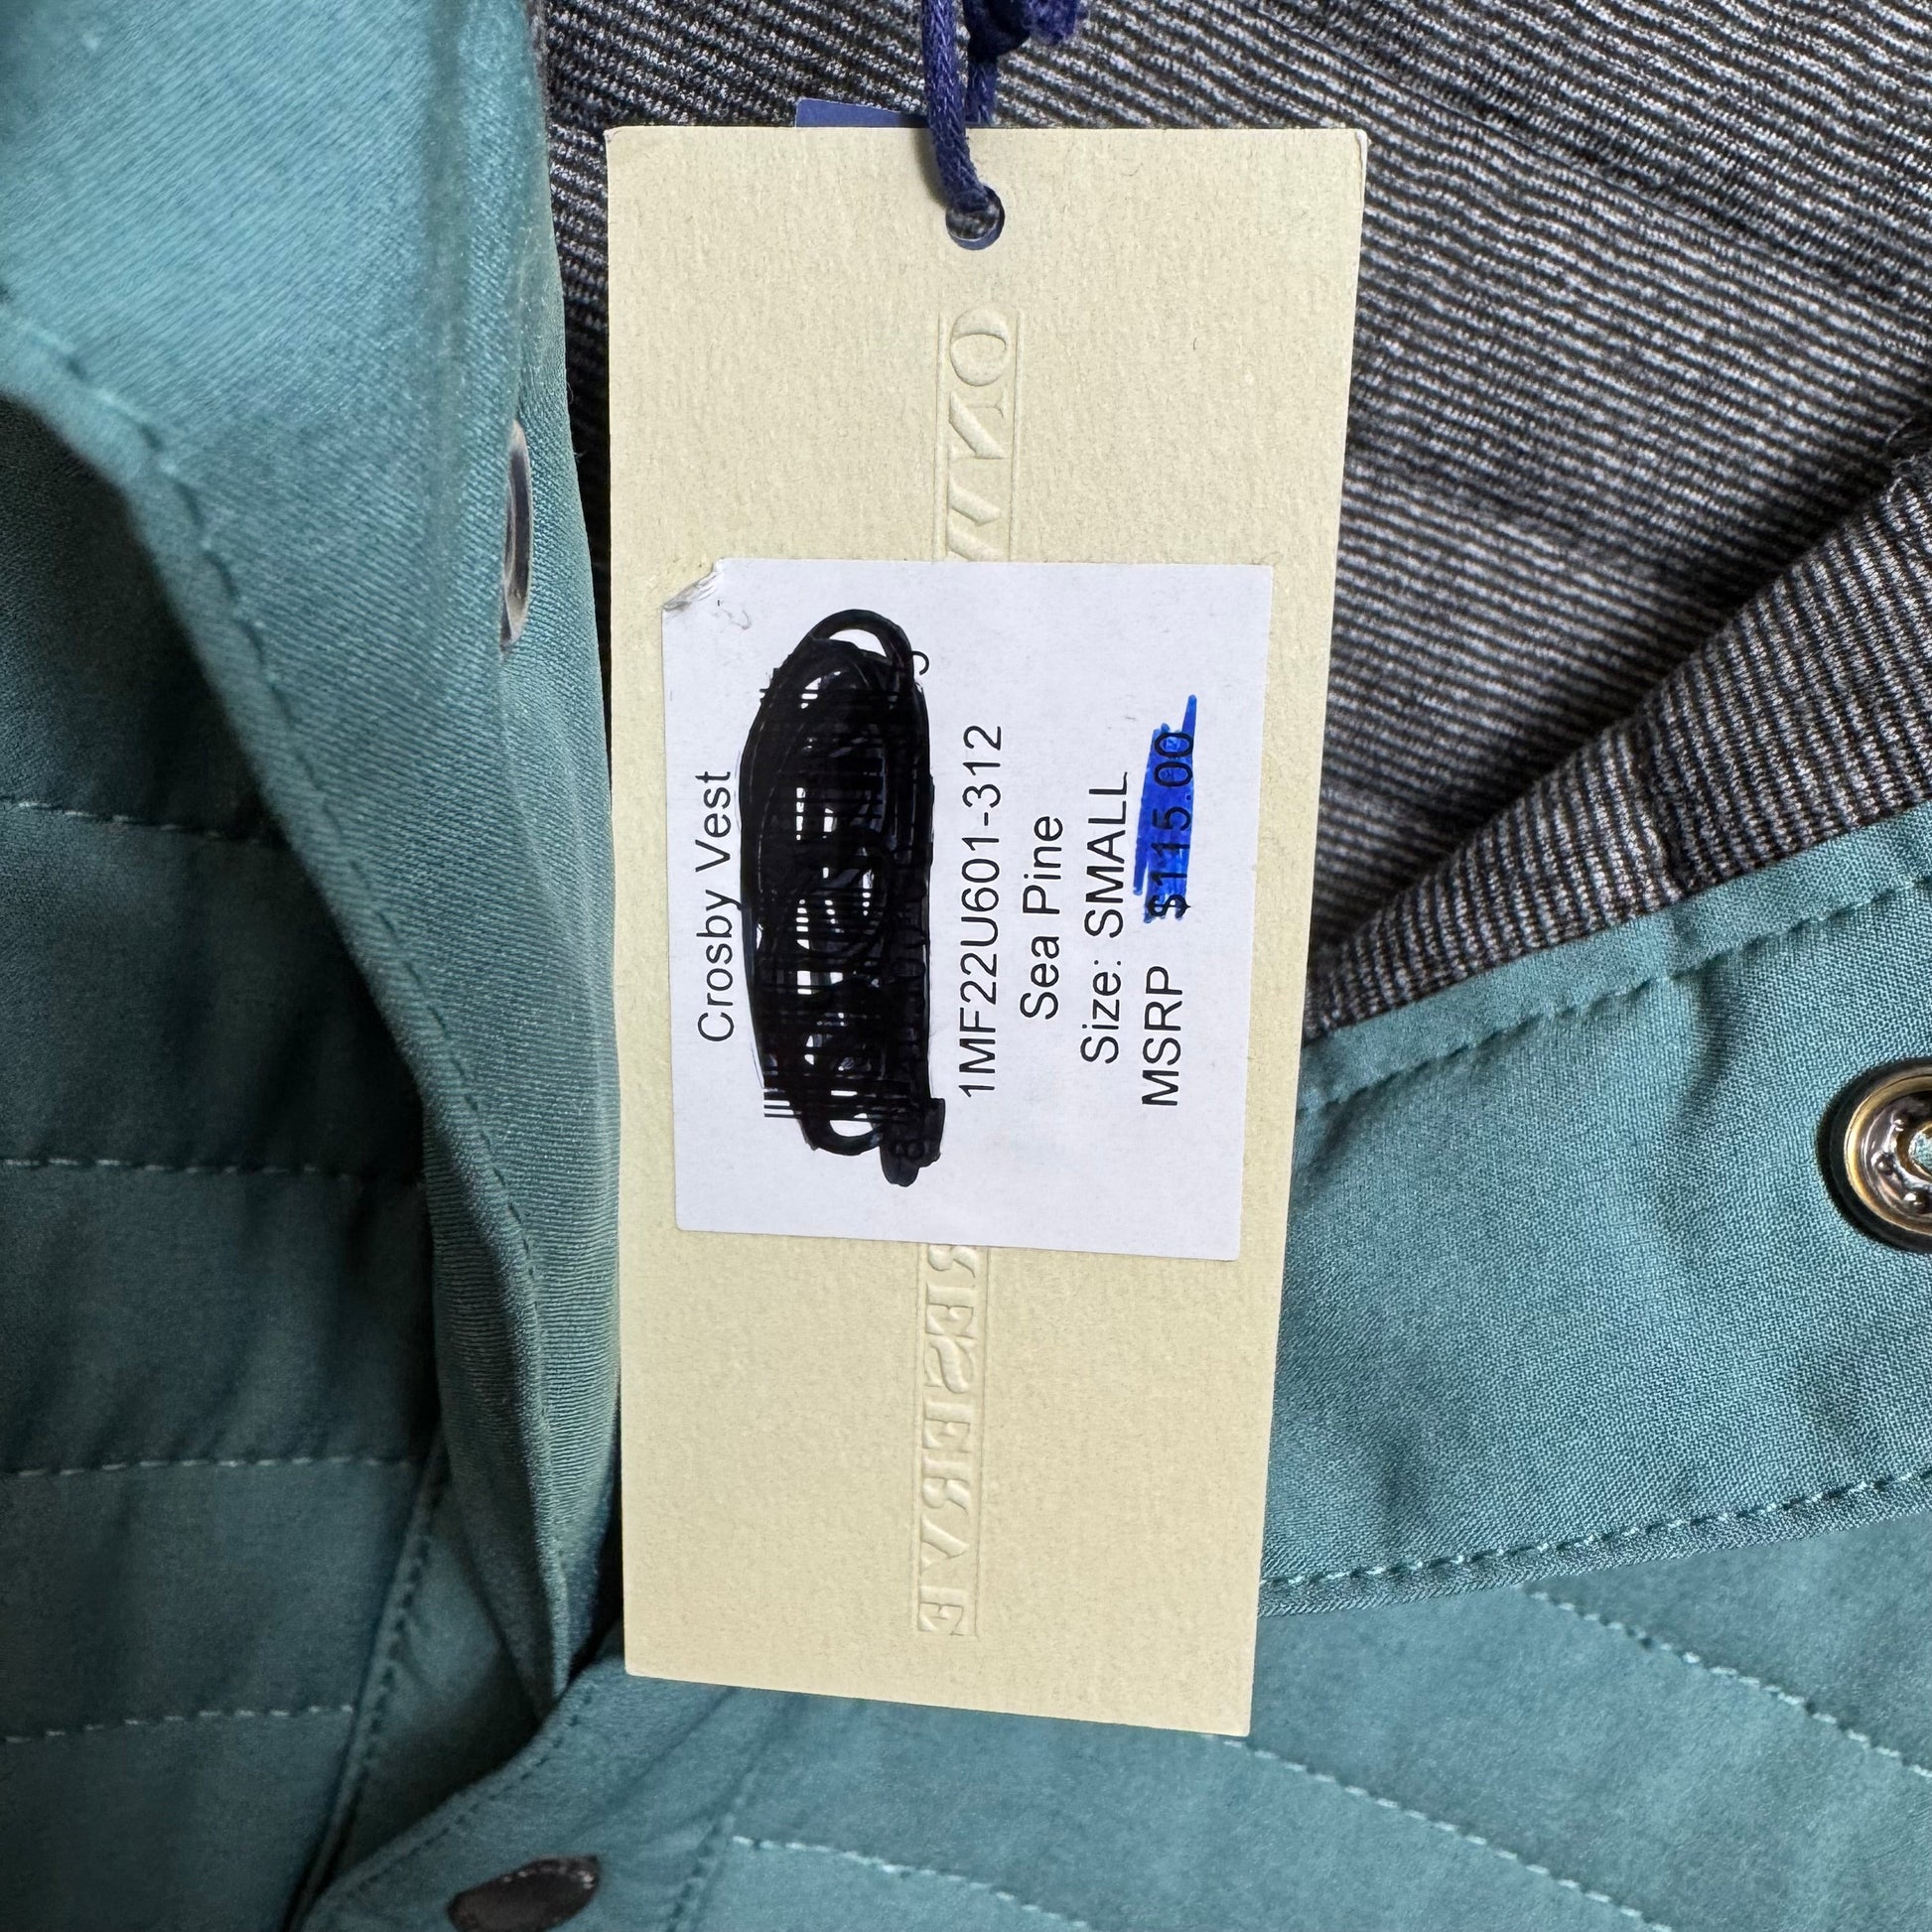 Crosby Vest
1MF22U601-312
Sea Pine
Size: SMALL
MSRP $115.00